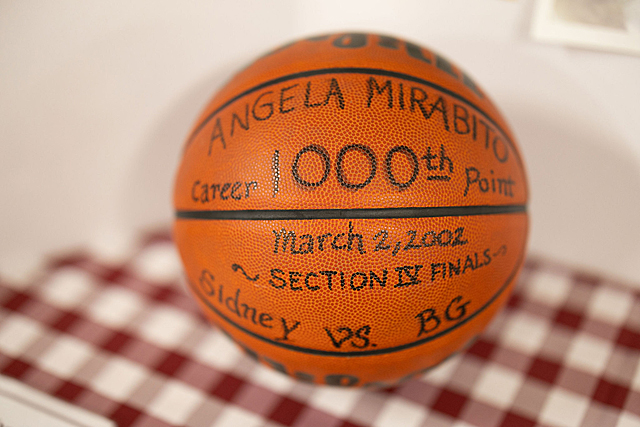 ANGELA MIRABITO
Career 1000th Point
March 2, 2002
~ SECTION IV FINALS ~
Sidney VS. BG